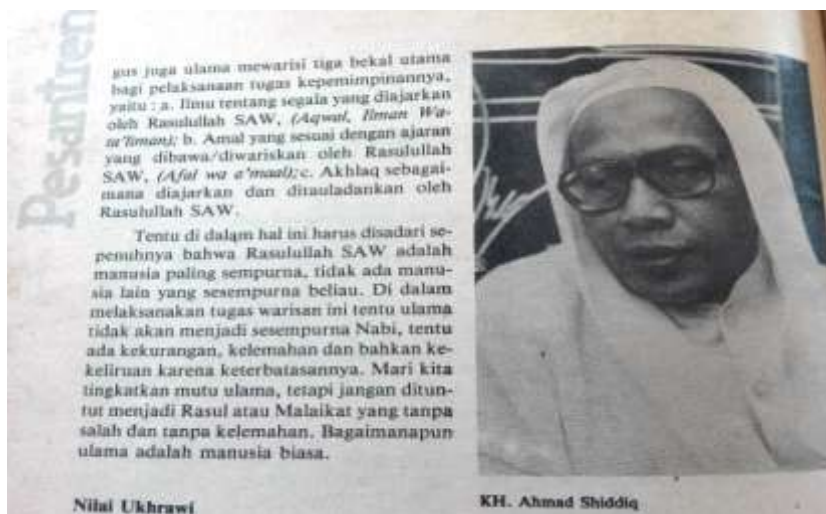 Pesantren
gus juga ulama mewarisi tiga bekal utama
bagi pelaksanaan tugas kepemimpinannya,
yaitu : a. Ilmu tentang segala yang diajarkan
oleh Rasulullah SAW, (Aqwal, Ilman Wa-
ta'liman); b. Amal yang sesuai dengan ajaran
yang dibawa/diwariskan oleh Rasulullah
SAW, (Afal wa a'maal); c. Akhlaq sebagai-
mana diajarkan dan ditauladankan oleh
Rasulullah SAW.
Tentu di dalam hal ini harus disadari se-
penuhnya bahwa Rasulullah SAW adalah
manusia paling sempurna, tidak ada manu-
sia lain yang sesempurna beliau. Di dalam
melaksanakan tugas warisan ini tentu ulama
tidak akan menjadi sesempurna Nabi, tentu
ada kekurangan, kelemahan dan bahkan ke-
keliruan karena keterbatasannya. Mari kita
tingkatkan mutu ulama, tetapi jangan ditun-
tut menjadi Rasul atau Malaikat yang tanpa
salah dan tanpa kelemahan. Bagaimanapun
ulama adalah manusia biasa.
Nilai Ukhrawi
KH. Ahmad Shiddiq